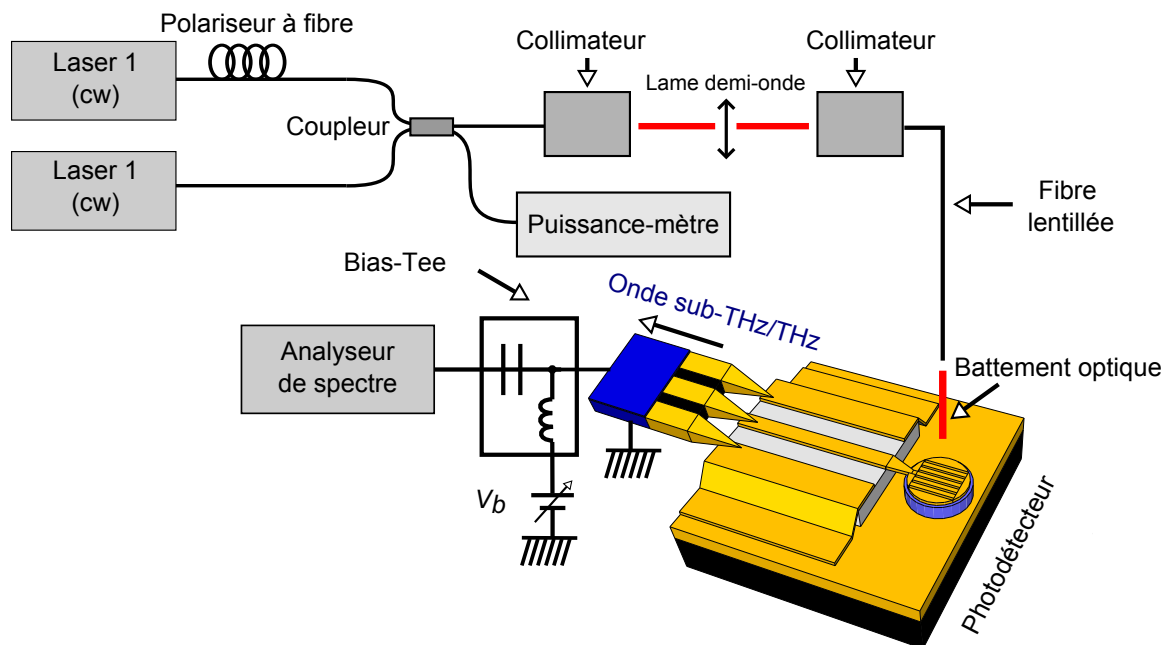 Polariseur à fibre
Laser 1
(cw)
Collimateur
Collimateur
Lame demi-onde
Coupleur
Laser 1
(cw)
Puissance-mètre
Fibre
lentillée
Bias-Tee
Onde sub-THz/THz
Analyseur
de spectre
Battement optique
Vb
Photodétecteur